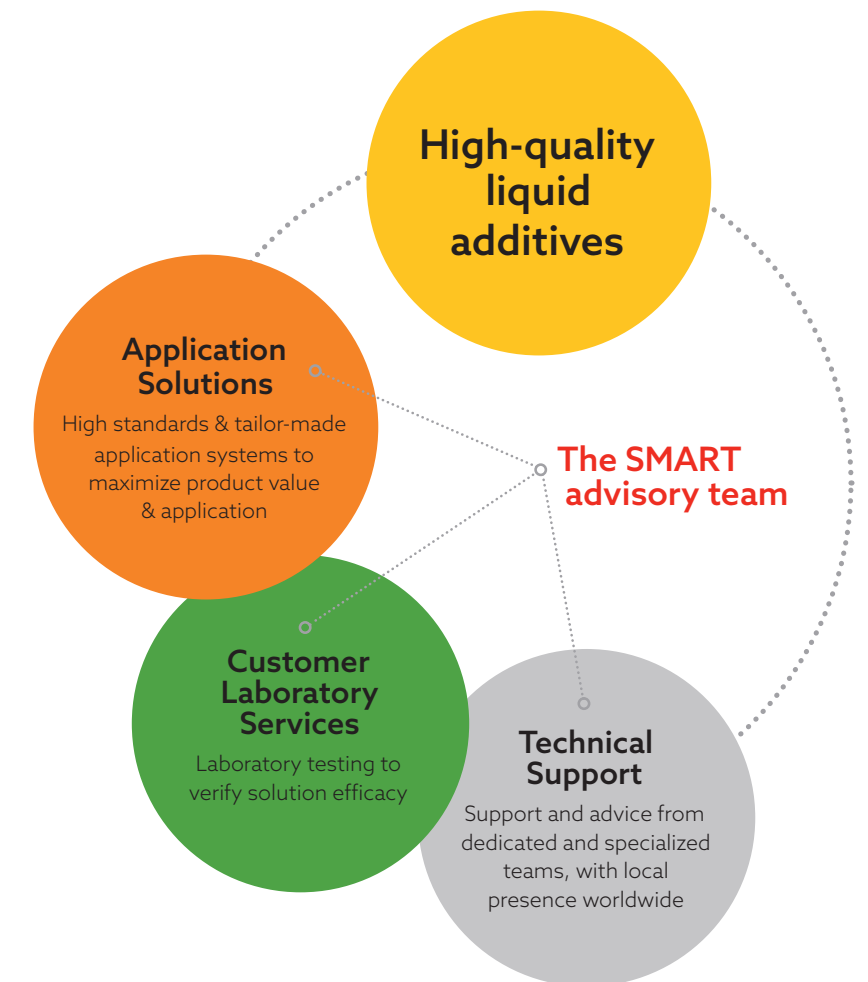 High-quality
liquid
additives
Application
Solutions
High standards & tailor-made
application systems to
maximize product value
& application
The SMART
advisory team
Customer
Laboratory
Services
Laboratory testing to
verify solution efficacy
Technical
Support
Support and advice from
dedicated and specialized
teams, with local
presence worldwide